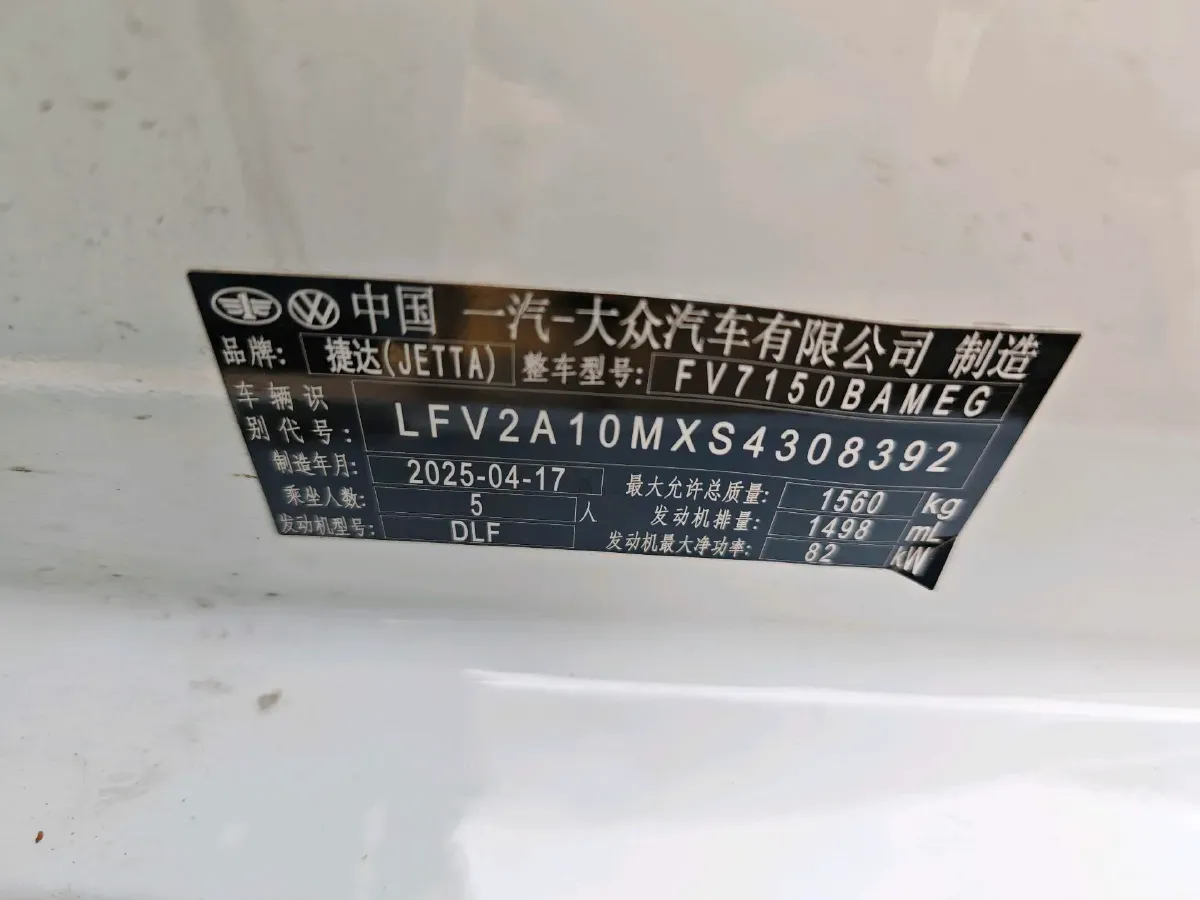 中国 一汽-大众汽车有限公司 制造
品牌: 捷达(JETTA) 整车型号: FV7150BAMEG
车辆识别代号: LFV2A10MXS4308392
制造年月: 2025-04-17 最大允许总质量: 1560 kg
乘坐人数: 5 人 发动机排量: 1498 mL
发动机型号: DLF 发动机最大净功率: 82 kW